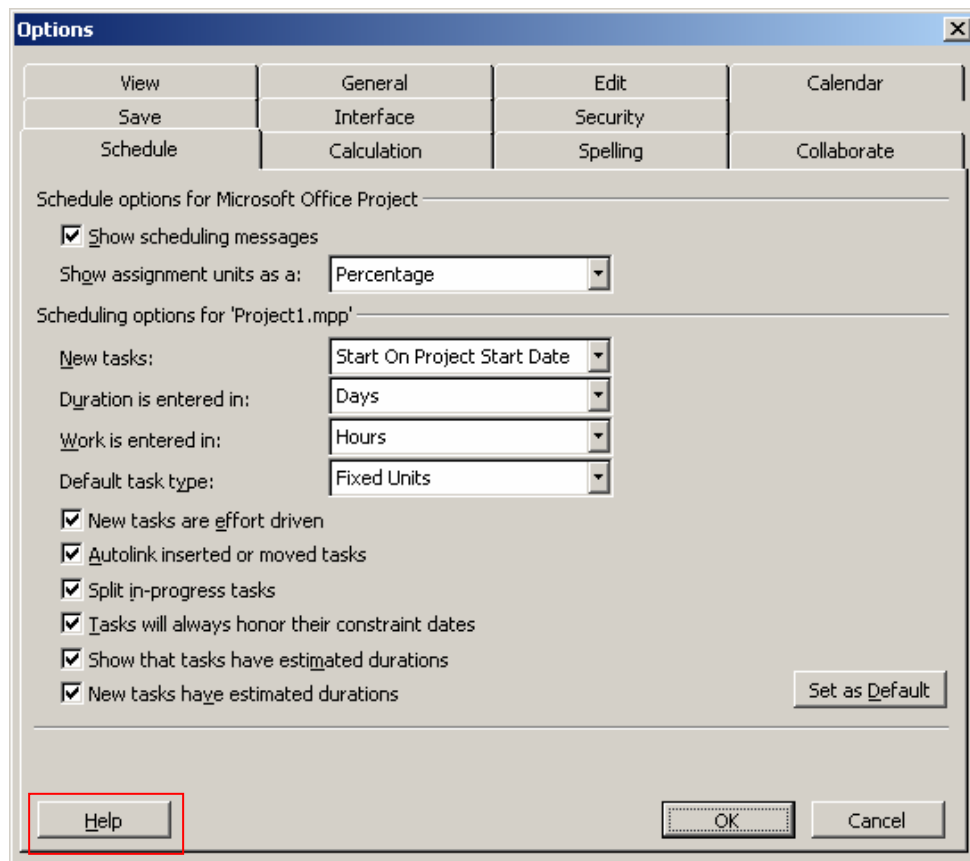 Options
View General Edit Calendar
Save Interface Security
Schedule Calculation Spelling Collaborate
Schedule options for Microsoft Office Project
Show scheduling messages
Show assignment units as a: Percentage
Scheduling options for 'Project1.mpp'
New tasks: Start On Project Start Date
Duration is entered in: Days
Work is entered in: Hours
Default task type: Fixed Units
New tasks are effort driven
Autolink inserted or moved tasks
Split in-progress tasks
Tasks will always honor their constraint dates
Show that tasks have estimated durations
New tasks have estimated durations Set as Default
Help OK Cancel